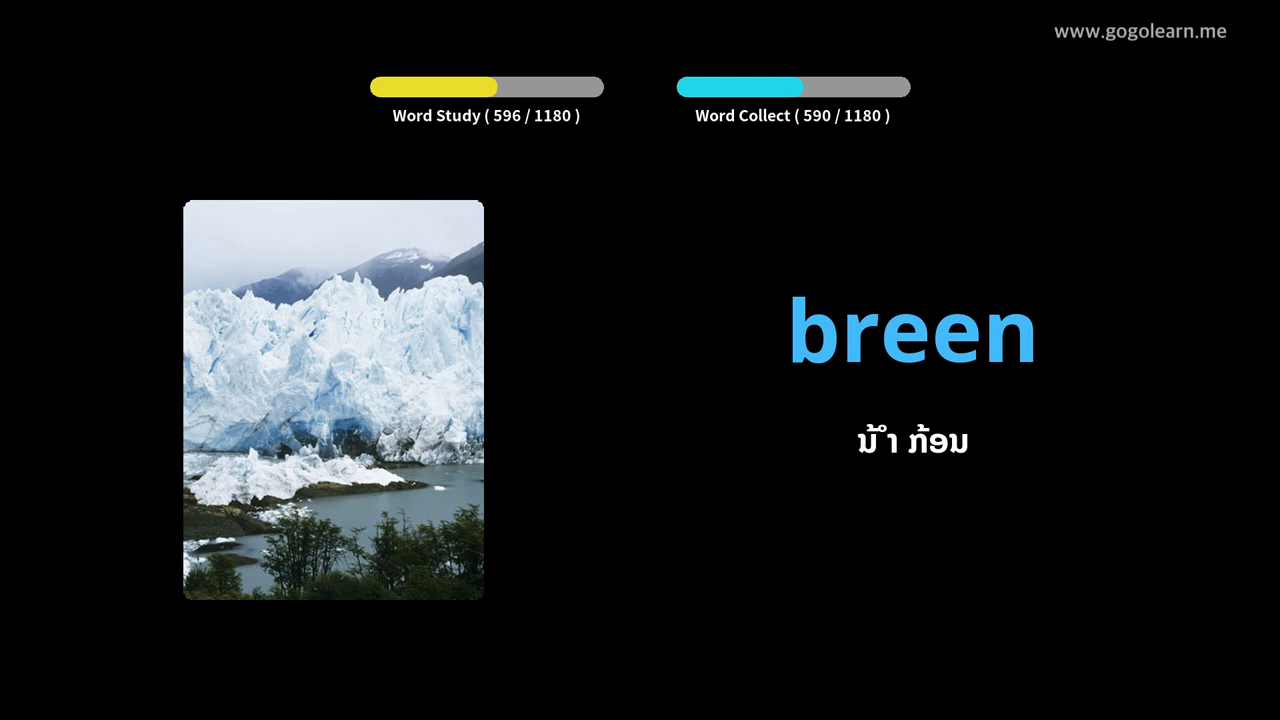 www.gogolearn.me
Word Study ( 596 / 1180 )
Word Collect ( 590 / 1180 )
breen
ນ້ ຳ ກ້ອນ